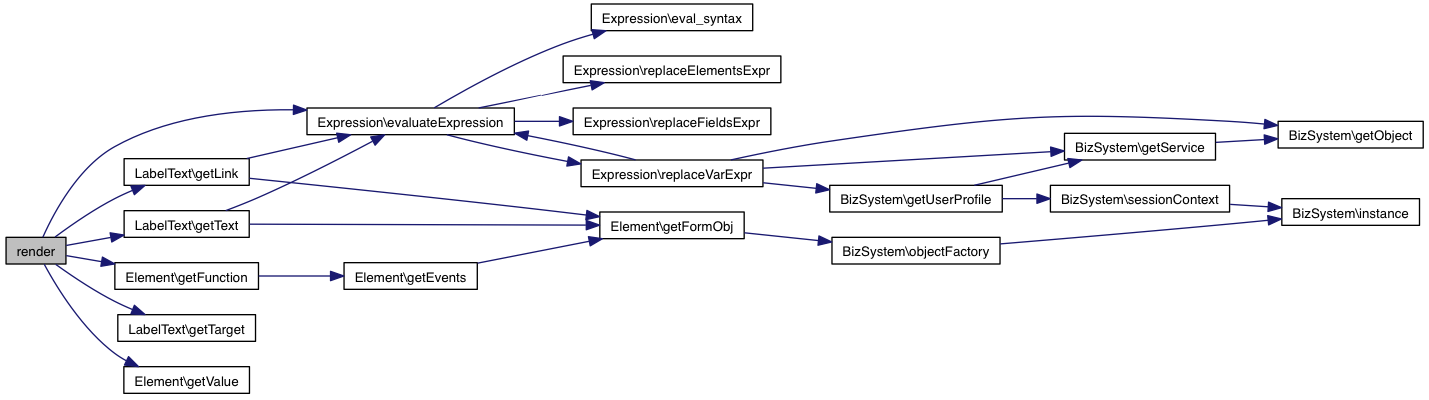 render
Expression\evaluateExpression
LabelText\getLink
LabelText\getText
Element\getFunction
LabelText\getTarget
Element\getValue
Element\getEvents
Expression\eval_syntax
Expression\replaceElementsExpr
Expression\replaceFieldsExpr
Expression\replaceVarExpr
Element\getFormObj
BizSystem\getUserProfile
BizSystem\objectFactory
BizSystem\getService
BizSystem\sessionContext
BizSystem\getObject
BizSystem\instance